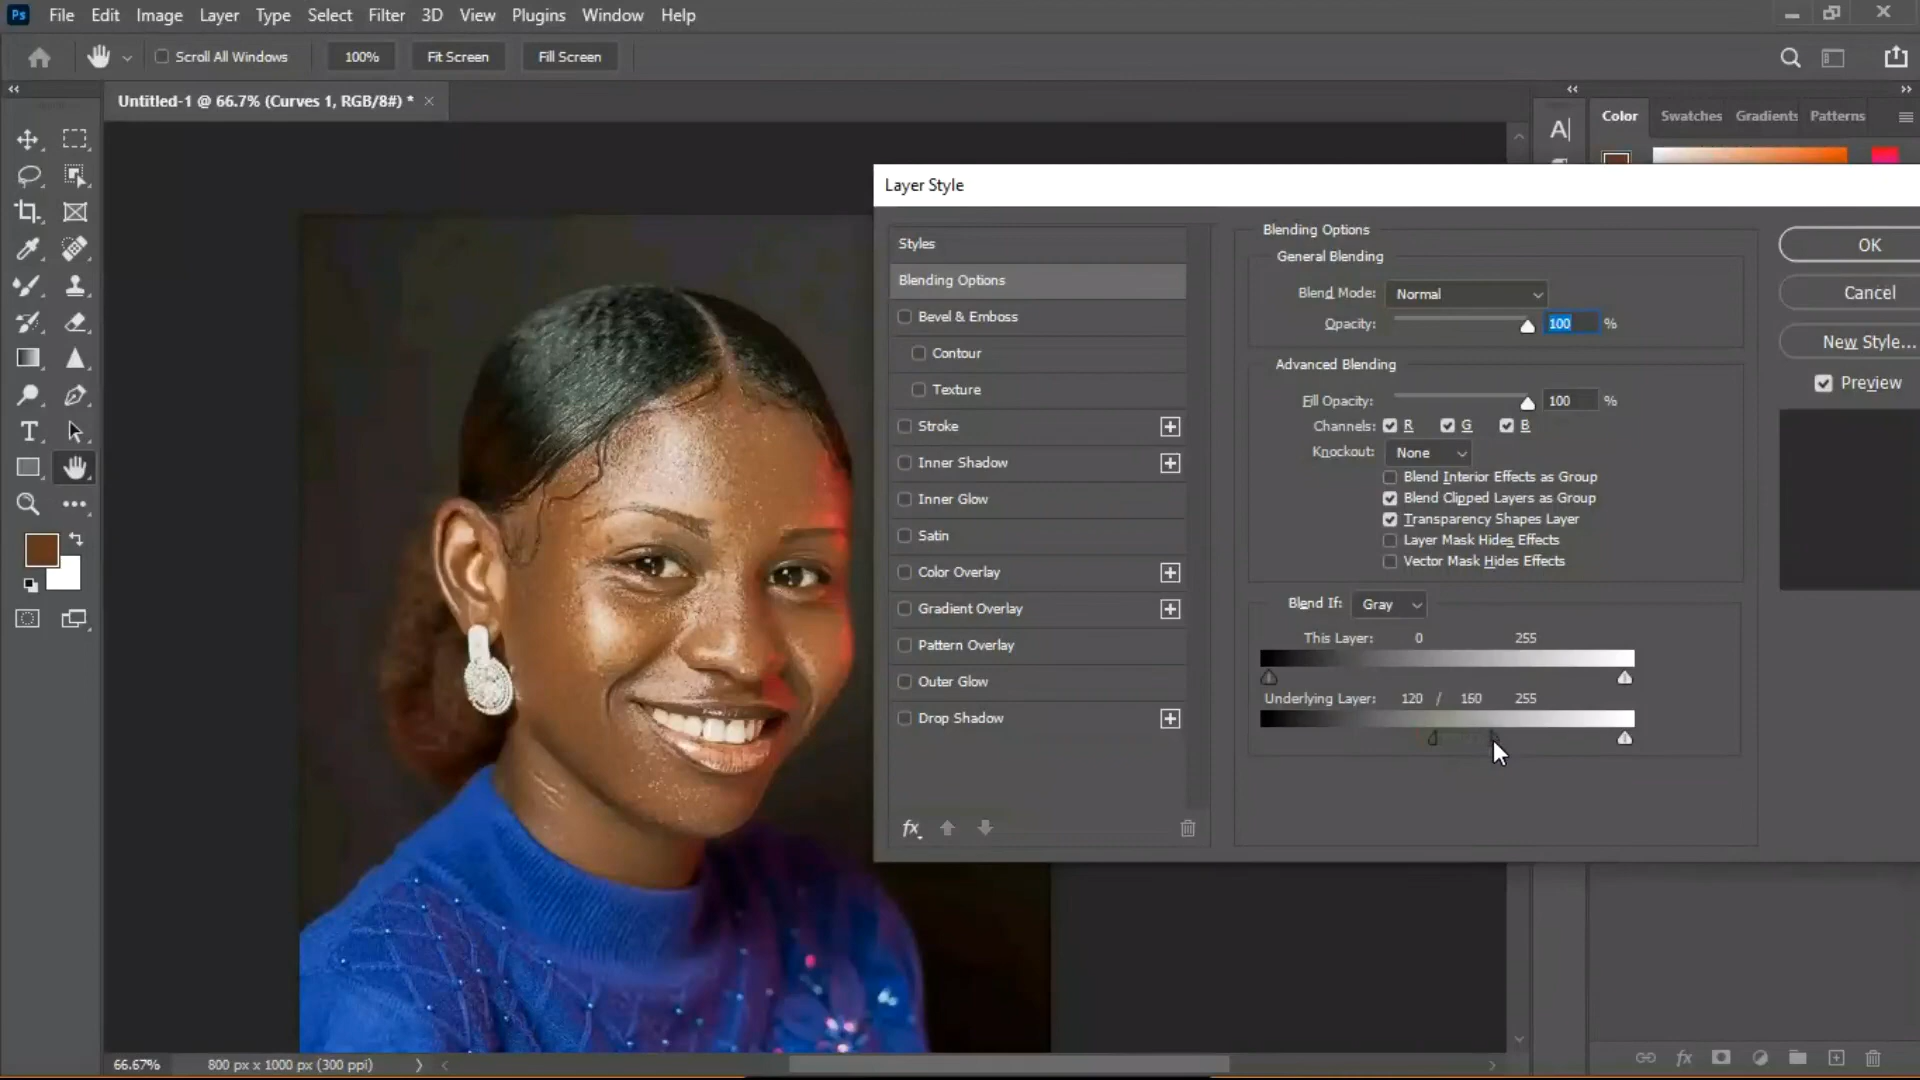 Ps File Edit Image Layer Type Select Filter 3D View Plugins Window Help
Scroll All Windows 100% Fit Screen Fill Screen
Untitled-1 @ 66.7% (Curves 1, RGB/8#) *
Color Swatches Gradients Patterns
Layer Style
Styles
Blending Options
Bevel & Emboss
Contour
Texture
Stroke
Inner Shadow
Inner Glow
Satin
Color Overlay
Gradient Overlay
Pattern Overlay
Outer Glow
Drop Shadow
fx
Blending Options
General Blending
Blend Mode: Normal
Opacity: 100 %
Advanced Blending
Fill Opacity: 100 %
Channels: R G B
Knockout: None
Blend Interior Effects as Group
Blend Clipped Layers as Group
Transparency Shapes Layer
Layer Mask Hides Effects
Vector Mask Hides Effects
Blend If: Gray
This Layer: 0 255
Underlying Layer: 120 / 160 255
OK
Cancel
New Style...
Preview
66.67% 800 px x 1000 px (300 ppi)
fx